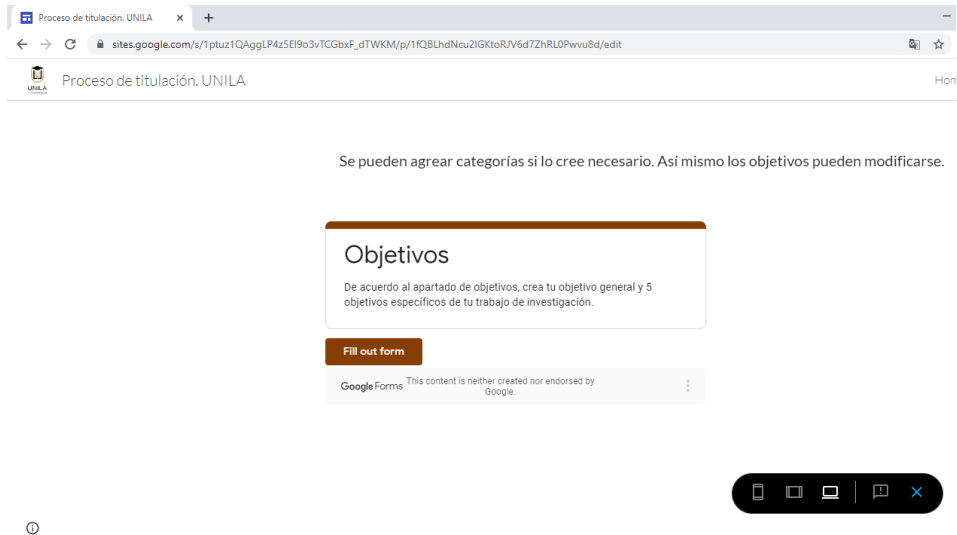 Proceso de titulación. UNILA
sites.google.com/s/1ptuz1QAggLP4z5EI9o3vTCGbxF_dTWKM/p/1fQBLhdNcu2IGKtoRJV6d7ZhRL0Pwvu8d/edit
UNILA
Proceso de titulación. UNILA
Hom
Se pueden agrear categorías si lo cree necesario. Así mismo los objetivos pueden modificarse.
Objetivos
De acuerdo al apartado de objetivos, crea tu objetivo general y 5
objetivos específicos de tu trabajo de investigación.
Fill out form
Google Forms
This content is neither created nor endorsed by
Google.